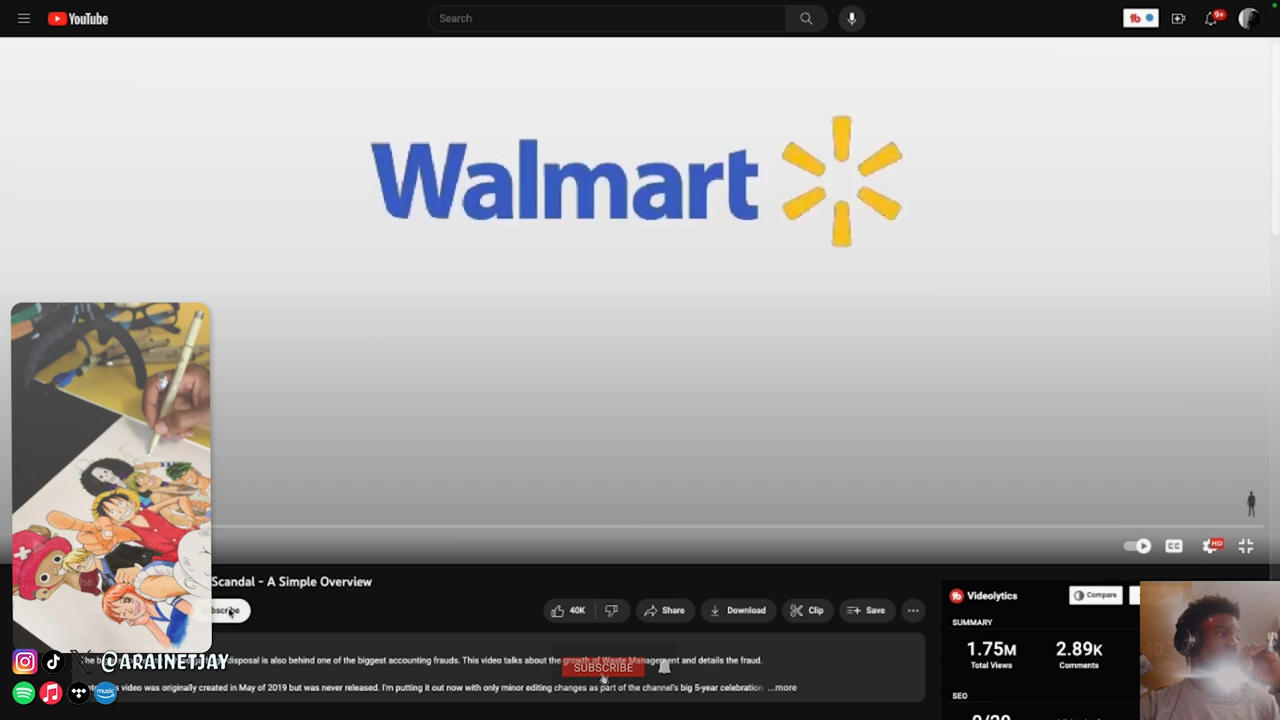 YouTube
Search
9+
Walmart
CC
HD
Scandal - A Simple Overview
40K
Share
Download
Clip
Save
disposal is also behind one of the biggest accounting frauds. This video talks about the growth of Waste Management and details the fraud.
SUBSCRIBE
video was originally created in May of 2019 but was never released. I'm putting it out now with only minor editing changes as part of the channel's big 5-year celebration ...more
@ARAINETJAY
music
Videolytics
Compare
SUMMARY
1.75M
2.89K
Total Views
Comments
SEO